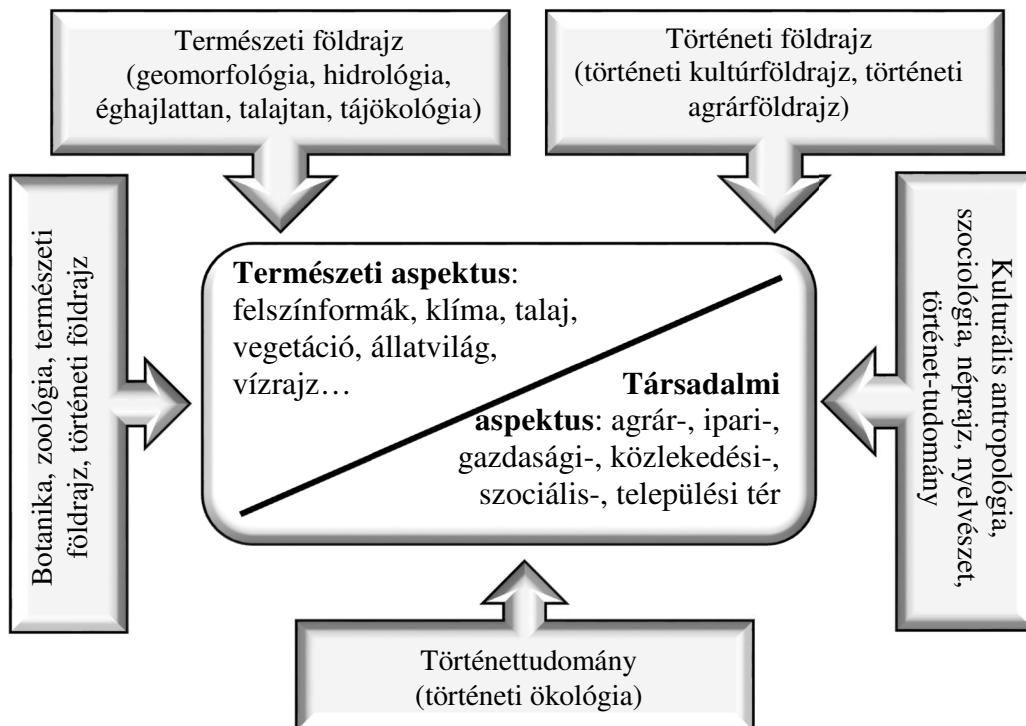 Természeti földrajz
(geomorfológia, hidrológia,
éghajlattan, talajtan, tájökológia)
Történeti földrajz
(történeti kultúrföldrajz, történeti
agrárföldrajz)
Botanika, zoológia, természeti
földrajz, történeti földrajz
Természeti aspektus:
felszínformák, klíma, talaj,
vegetáció, állatvilág,
vízrajz…
Társadalmi
aspektus: agrár-, ipari-,
gazdasági-, közlekedési-,
szociális-, települési tér
Kulturális antropológia,
szociológia, néprajz, nyelvészet,
történet-tudomány
Történettudomány
(történeti ökológia)